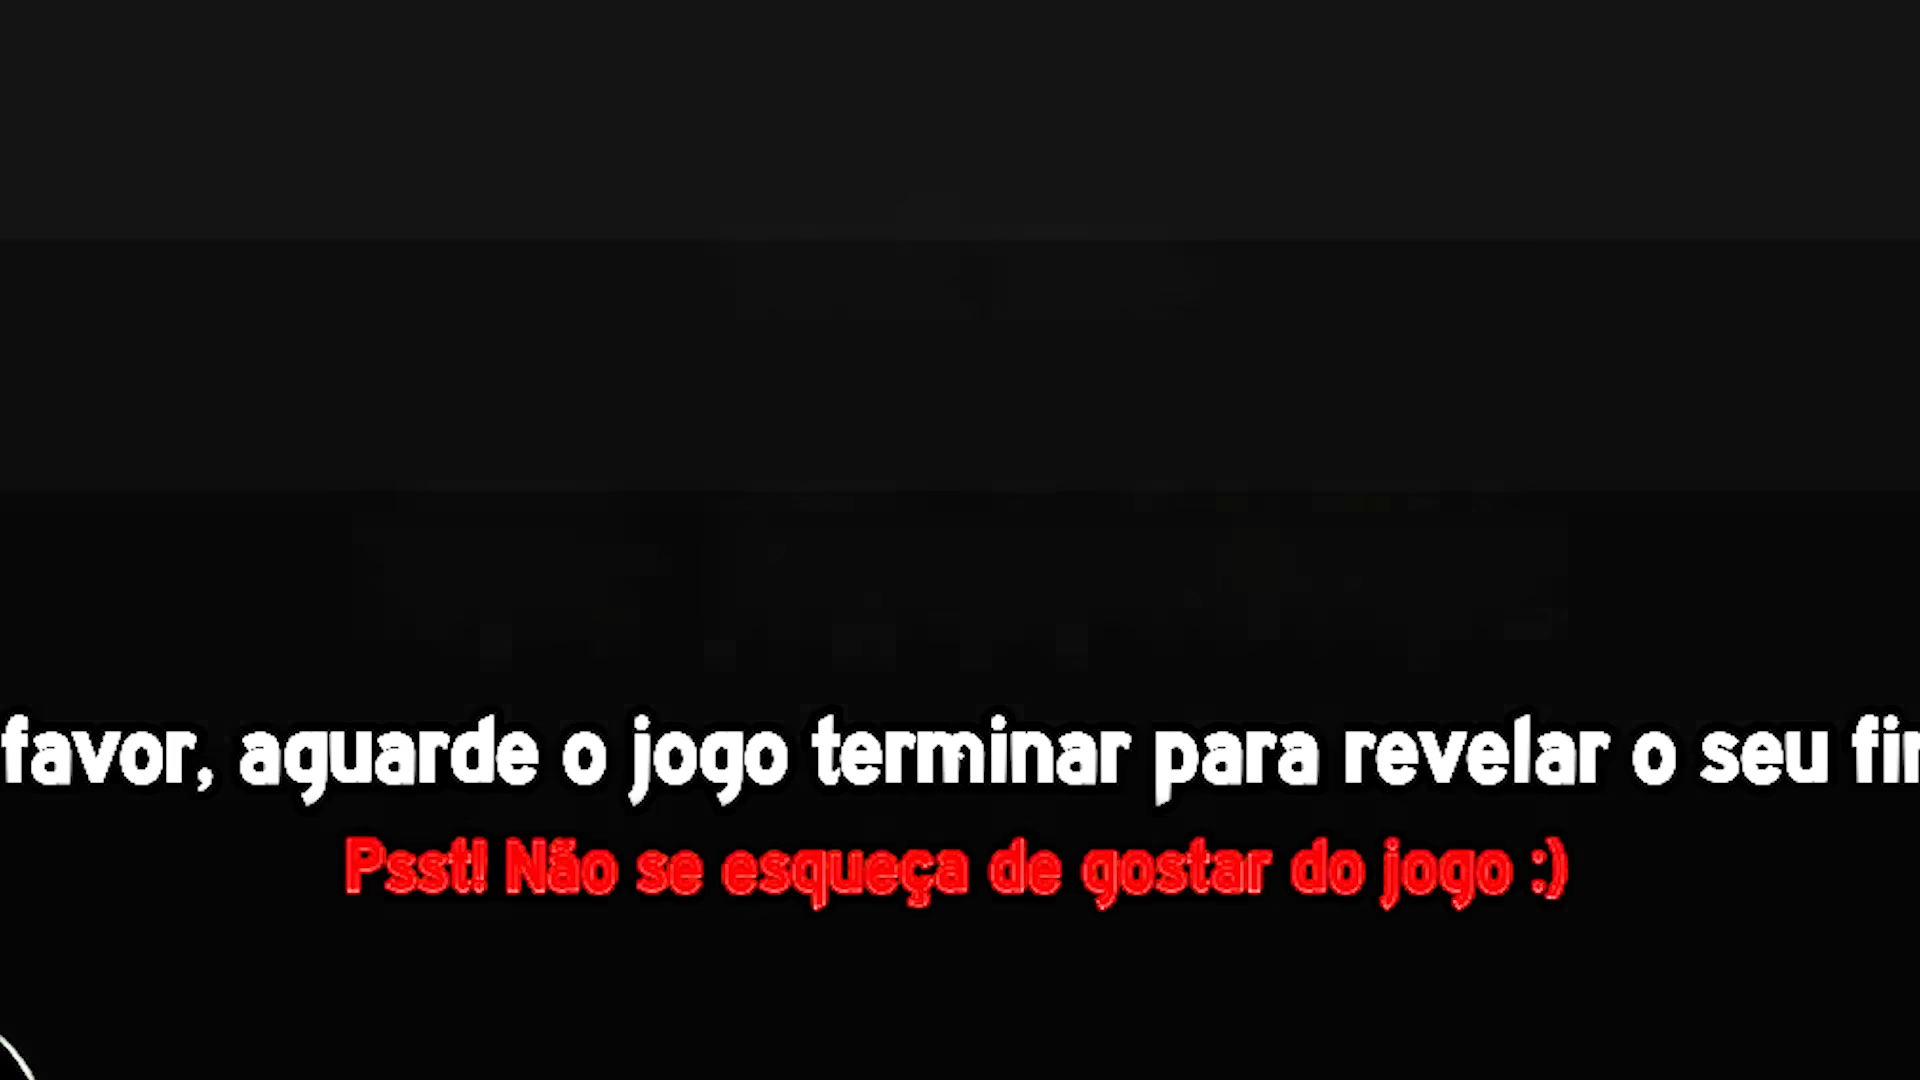 favor, aguarde o jogo terminar para revelar o seu
Psst! Não se esqueça de gostar do jogo :)